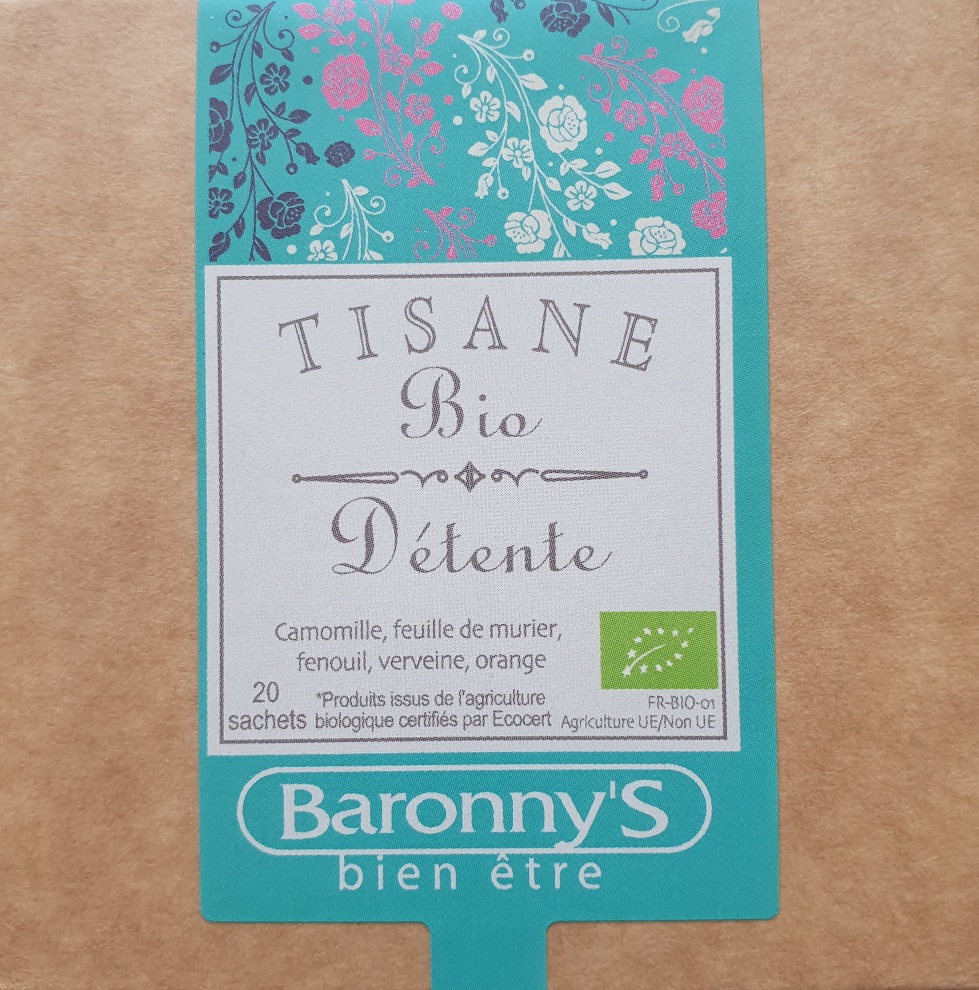 TISANE
Bio
Détente
Camomille, feuille de murier,
fenouil, verveine, orange
20
sachets
*Produits issus de l'agriculture
biologique certifiés par Ecocert
FR-BIO-01
Agriculture UE/Non UE
Baronny'S
bien être